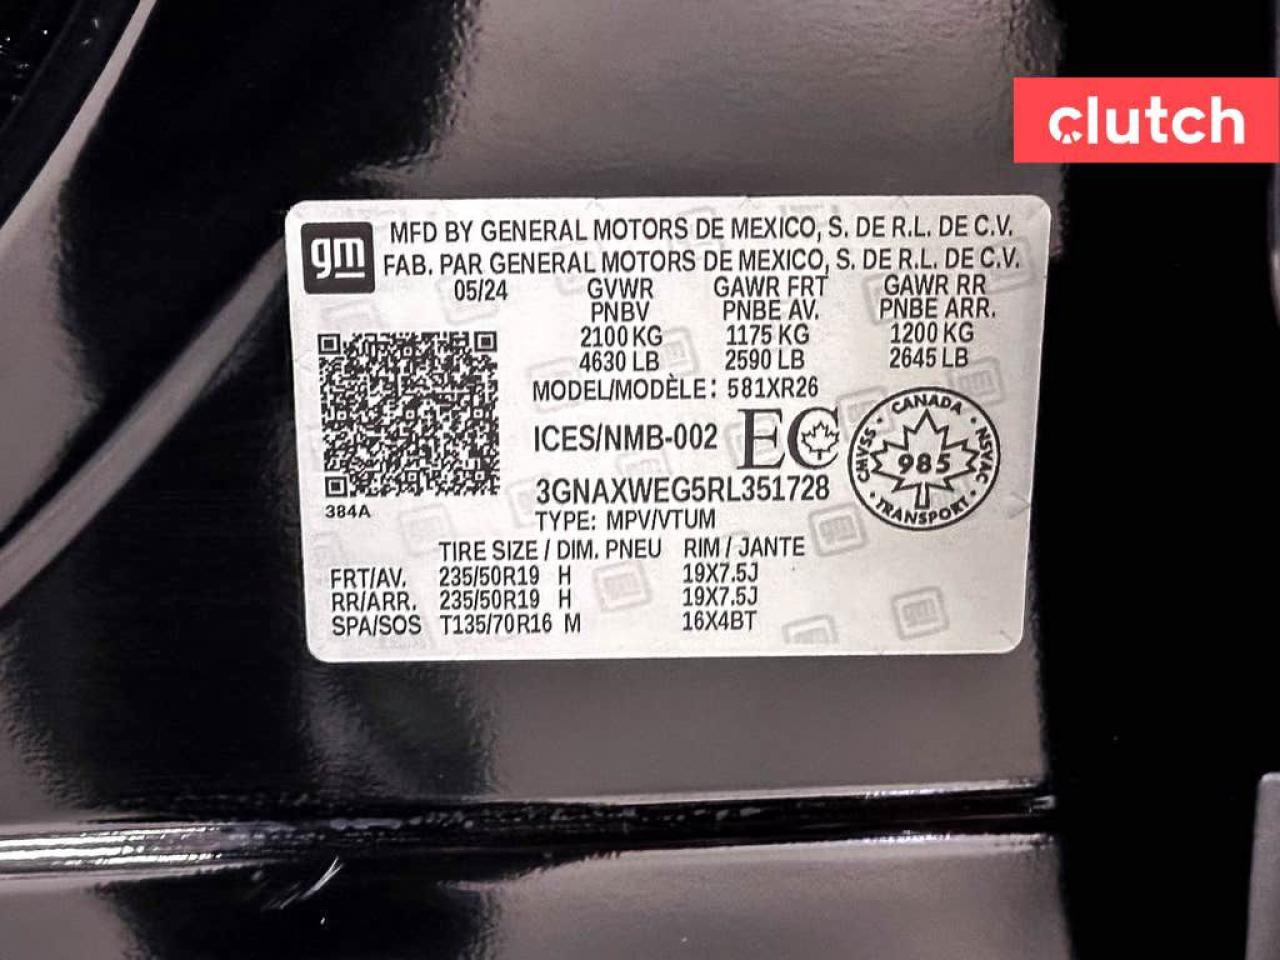 clutch
gm
MFD BY GENERAL MOTORS DE MEXICO, S. DE R.L. DE C.V.
FAB. PAR GENERAL MOTORS DE MEXICO, S. DE R.L. DE C.V.
05/24 GVWR GAWR FRT GAWR RR
PNBV PNBE AV. PNBE ARR.
2100 KG 1175 KG 1200 KG
4630 LB 2590 LB 2645 LB
MODEL/MODÈLE: 581XR26
ICES/NMB-002 EC
CANADA
CMVSS 985 NSVAC
TRANSPORT
3GNAXWEG5RL351728
384A
TYPE: MPV/VTUM
TIRE SIZE / DIM. PNEU RIM / JANTE
FRT/AV. 235/50R19 H 19X7.5J
RR/ARR. 235/50R19 H 19X7.5J
SPA/SOS T135/70R16 M 16X4BT